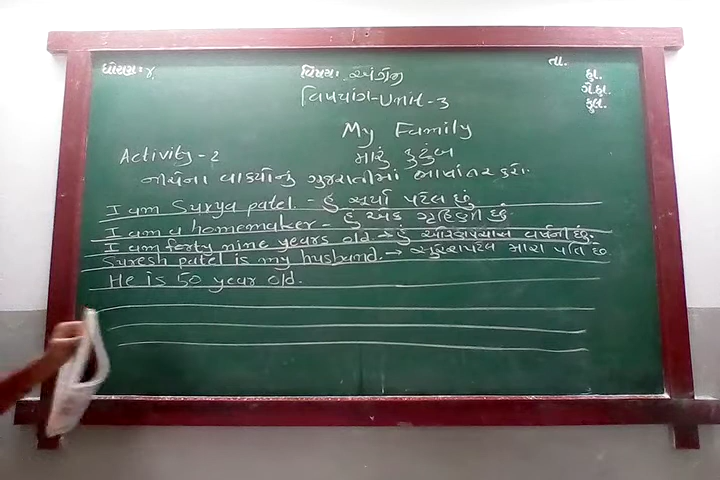 ધોરણ: ૪
વિષય: અંગ્રેજી
તા.
હા.
ગે.હા.
કુલ.
વિષયાંગ-Unit-3
My Family
Activity-2
મારું કુટુંબ
નીચેના વાક્યોનું ગુજરાતીમાં ભાષાંતર કરો.
I am Surya patel. - હું સૂર્યા પટેલ છું
I am a homemaker - હું એક ગૃહિણી છું.
I am forty nine years old. → હું ઓગણપચાસ વર્ષની છું.
Suresh patel is my husband. → સુરેશપટેલ મારા પતિ છે
He is 50 year old.